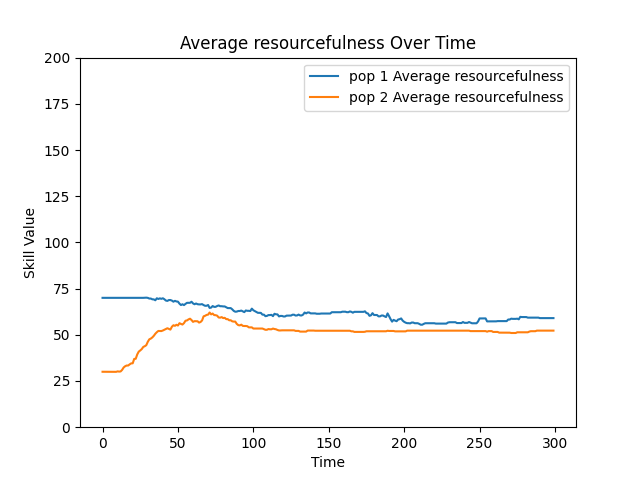 Average resourcefulness Over Time
200
175
150
125
100
75
50
25
0
Skill Value
pop 1 Average resourcefulness
pop 2 Average resourcefulness
0 50 100 150 200 250 300
Time